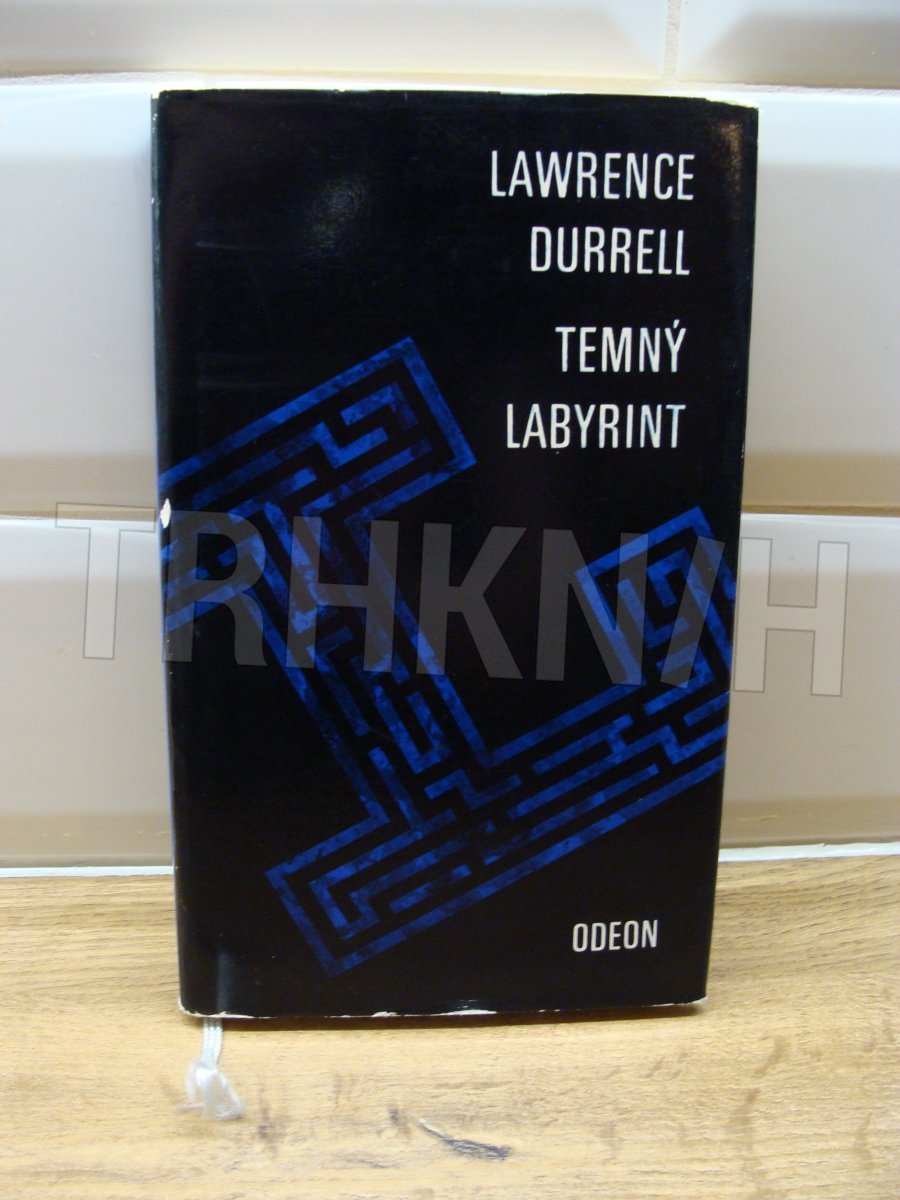 LAWRENCE
DURRELL
TEMNÝ
LABYRINT
TRHKNIH
ODEON